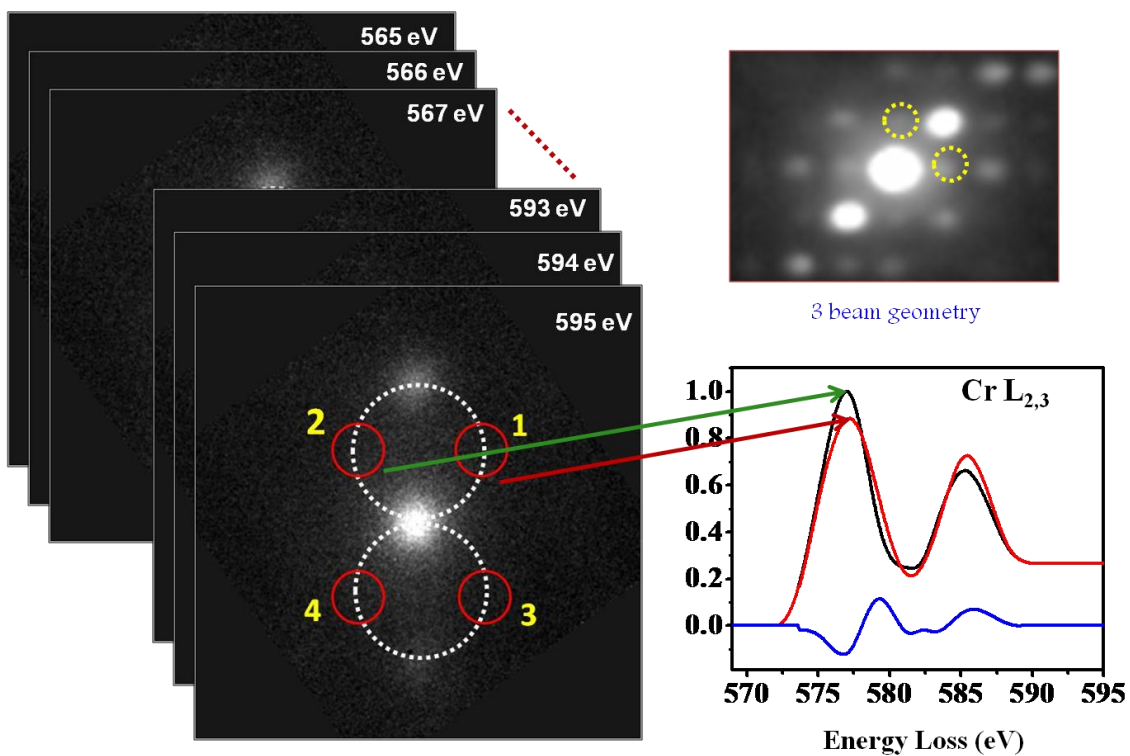 565 eV
566 eV
567 eV
593 eV
594 eV
595 eV
2
1
4
3
3 beam geometry
Cr L2,3
1.0
0.8
0.6
0.4
0.2
0.0
570 575 580 585 590 595
Energy Loss (eV)